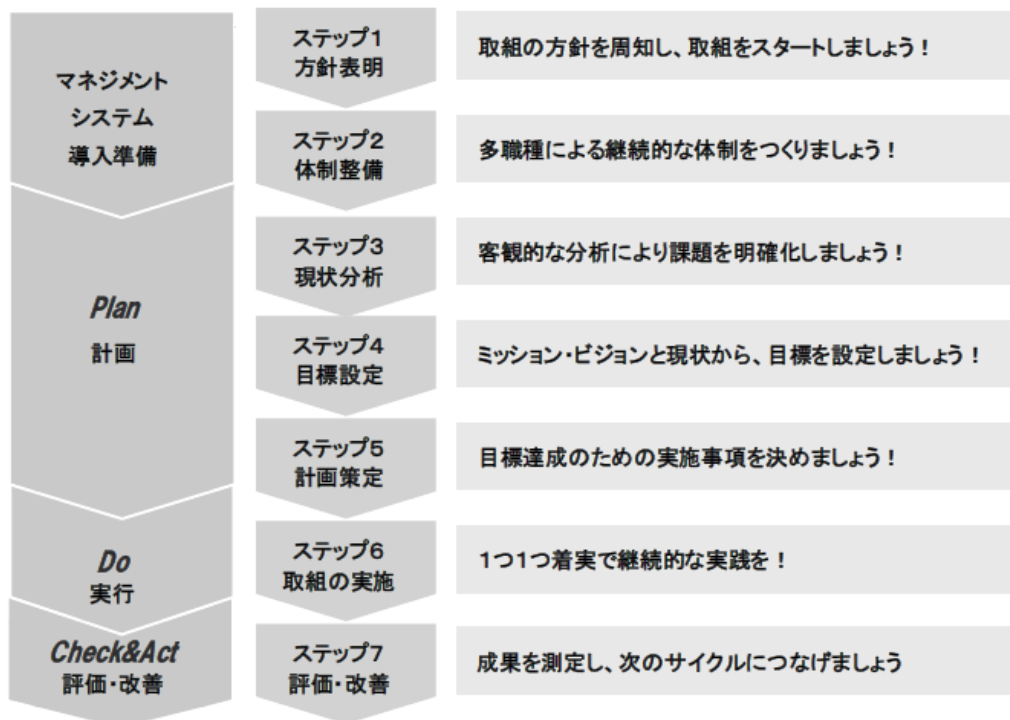 マネジメント
システム
導入準備
ステップ1
方針表明
取組の方針を周知し、取組をスタートしましょう！
ステップ2
体制整備
多職種による継続的な体制をつくりましょう！
Plan
計画
ステップ3
現状分析
客観的な分析により課題を明確化しましょう！
ステップ4
目標設定
ミッション・ビジョンと現状から、目標を設定しましょう！
ステップ5
計画策定
目標達成のための実施事項を決めましょう！
Do
実行
ステップ6
取組の実施
1つ1つ着実で継続的な実践を！
Check&Act
評価・改善
ステップ7
評価・改善
成果を測定し、次のサイクルにつなげましょう